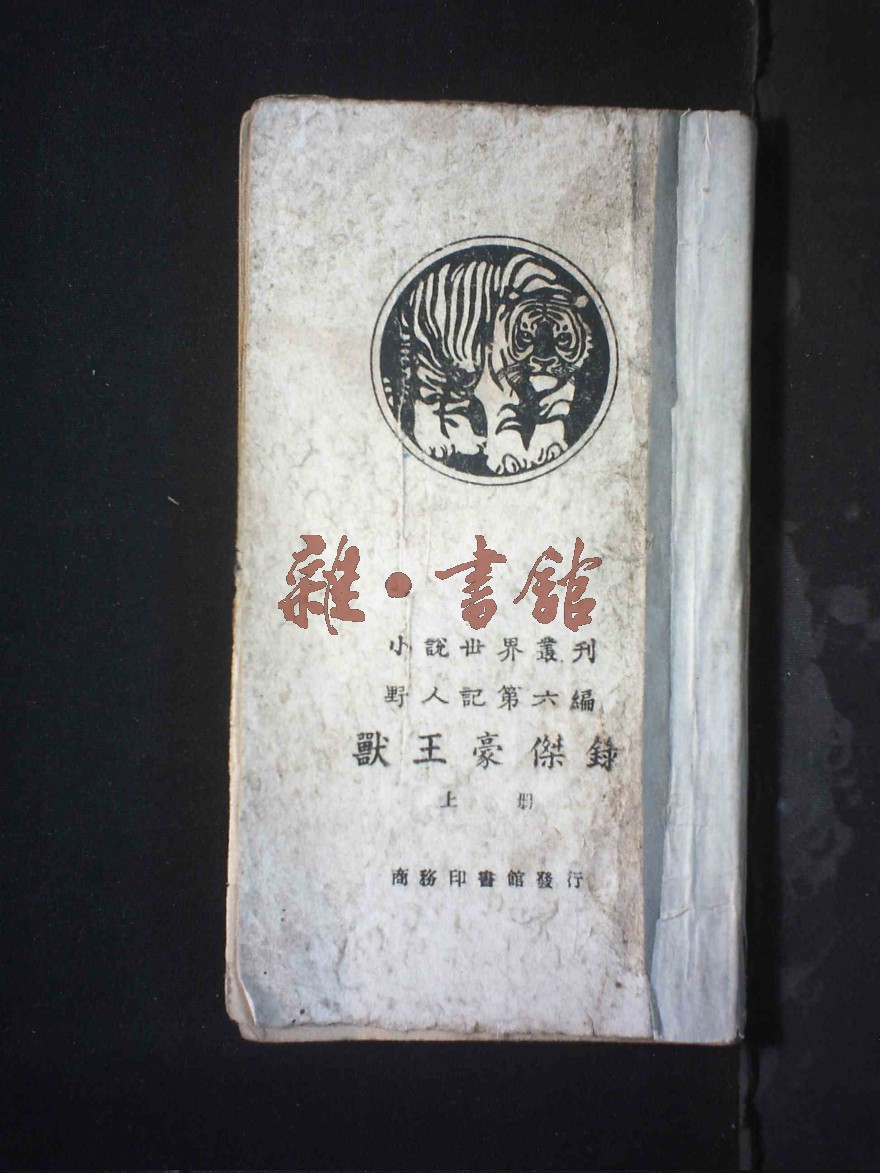 雜·書館
小說世界叢刊
野人記第六編
獸王豪傑錄
上冊
商務印書館發行